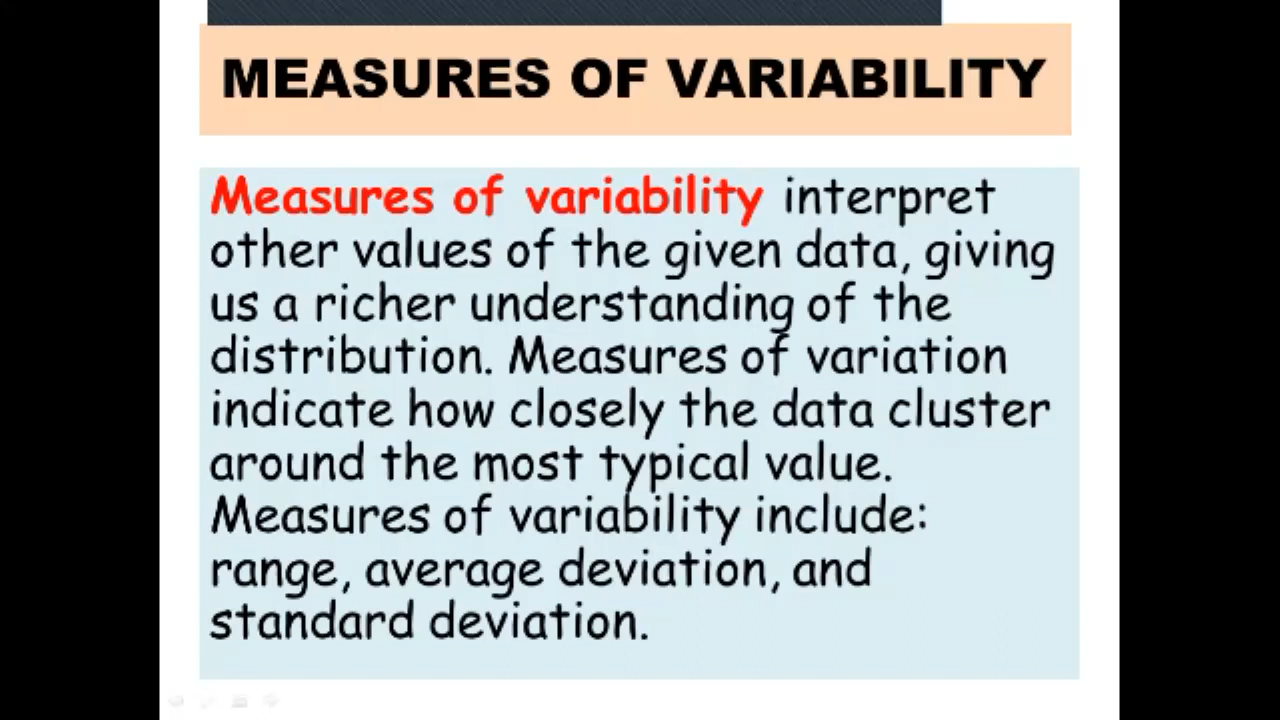 MEASURES OF VARIABILITY
Measures of variability interpret
other values of the given data, giving
us a richer understanding of the
distribution. Measures of variation
indicate how closely the data cluster
around the most typical value.
Measures of variability include:
range, average deviation, and
standard deviation.